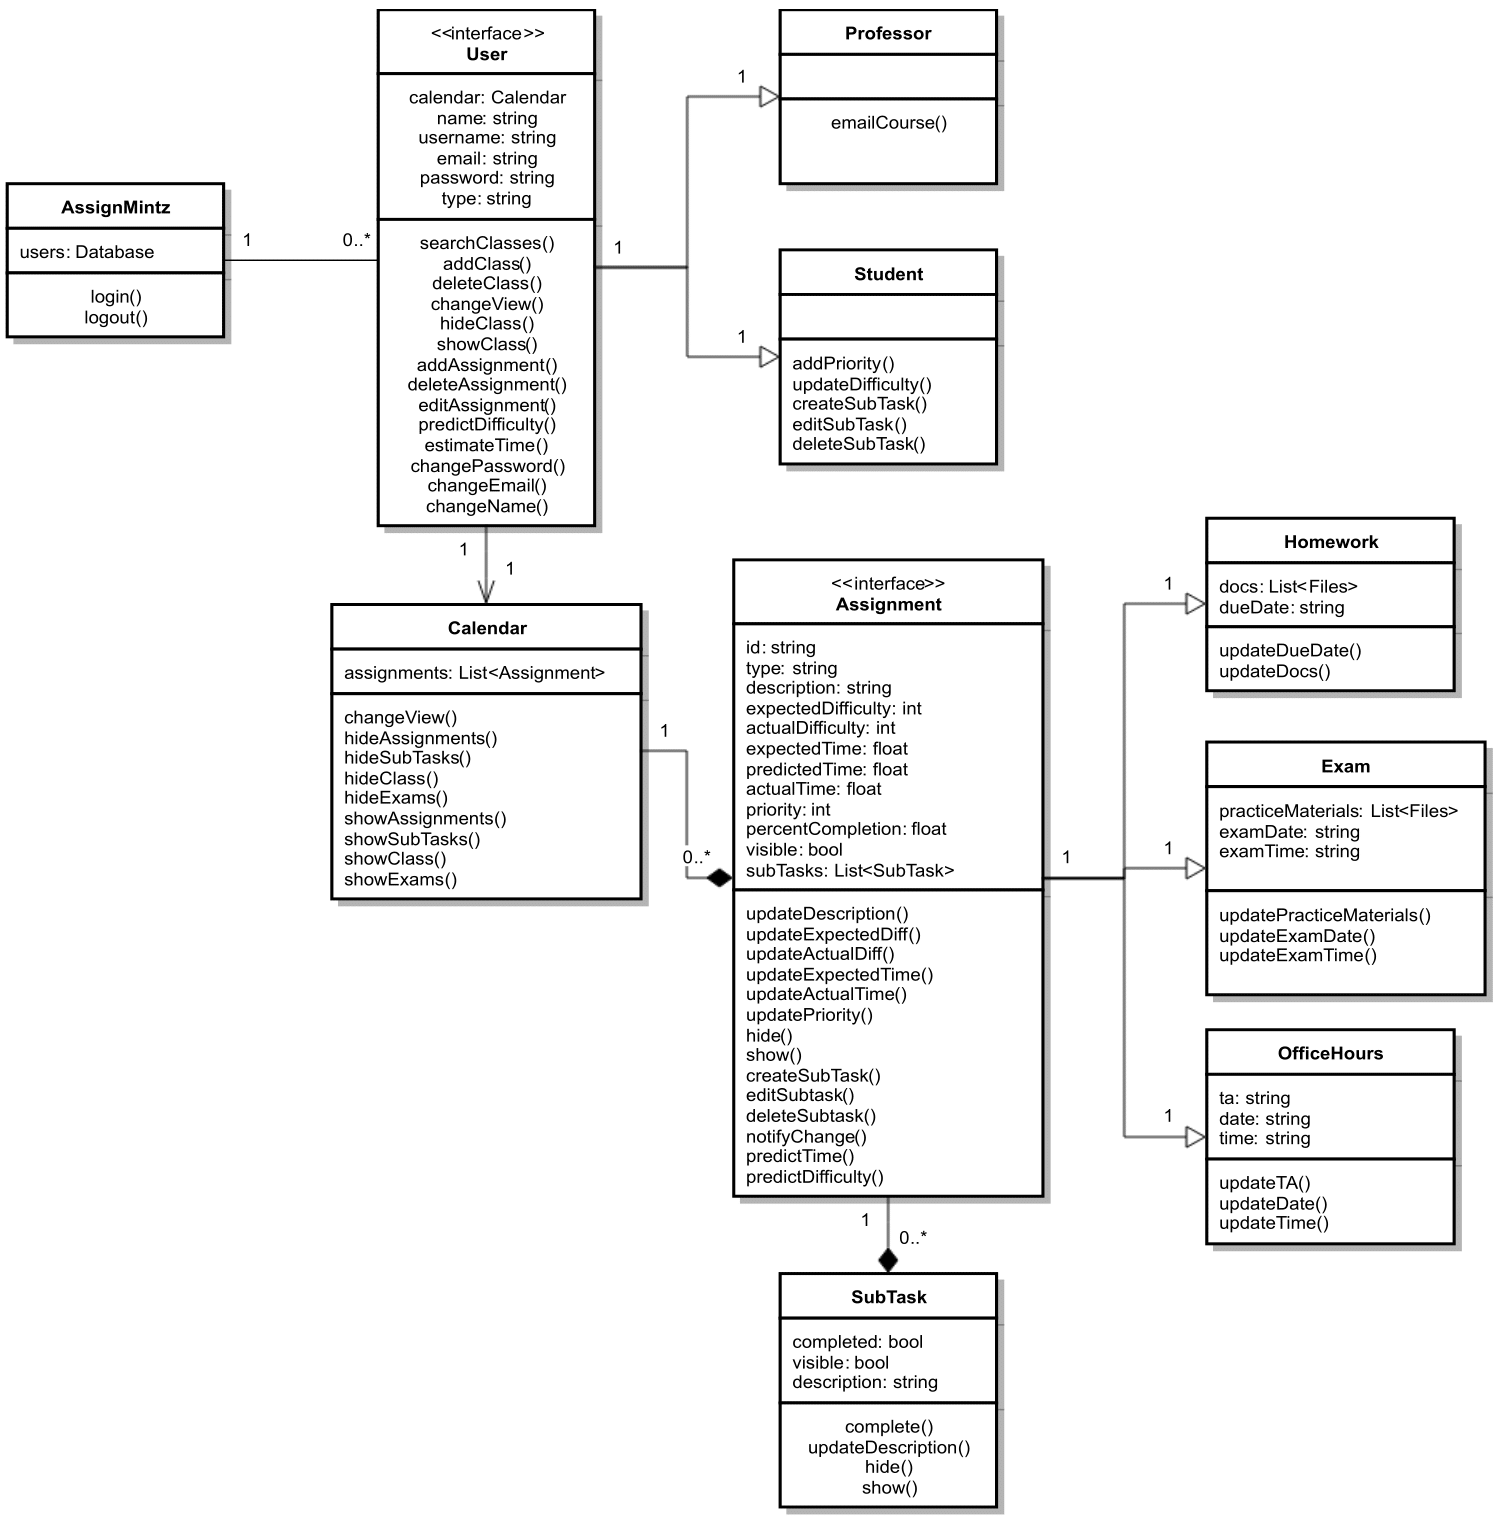 <<interface>>
User
calendar: Calendar
name: string
username: string
email: string
password: string
type: string
searchClasses()
addClass()
deleteClass()
changeView()
hideClass()
showClass()
addAssignment()
deleteAssignment()
editAssignment()
predictDifficulty()
estimateTime()
changePassword()
changeEmail()
changeName()
Professor
emailCourse()
AssignMintz
users: Database
login()
logout()
1
0..*
1
1
1
Student
addPriority()
updateDifficulty()
createSubTask()
editSubTask()
deleteSubTask()
1
1
Calendar
assignments: List<Assignment>
changeView()
hideAssignments()
hideSubTasks()
hideClass()
hideExams()
showAssignments()
showSubTasks()
showClass()
showExams()
1
0..*
<<interface>>
Assignment
id: string
type: string
description: string
expectedDifficulty: int
actualDifficulty: int
expectedTime: float
predictedTime: float
actualTime: float
priority: int
percentCompletion: float
visible: bool
subTasks: List<SubTask>
updateDescription()
updateExpectedDiff()
updateActualDiff()
updateExpectedTime()
updateActualTime()
updatePriority()
hide()
show()
createSubTask()
editSubtask()
deleteSubtask()
notifyChange()
predictTime()
predictDifficulty()
1
1
1
1
Homework
docs: List<Files>
dueDate: string
updateDueDate()
updateDocs()
Exam
practiceMaterials: List<Files>
examDate: string
examTime: string
updatePracticeMaterials()
updateExamDate()
updateExamTime()
OfficeHours
ta: string
date: string
time: string
updateTA()
updateDate()
updateTime()
1
0..*
SubTask
completed: bool
visible: bool
description: string
complete()
updateDescription()
hide()
show()